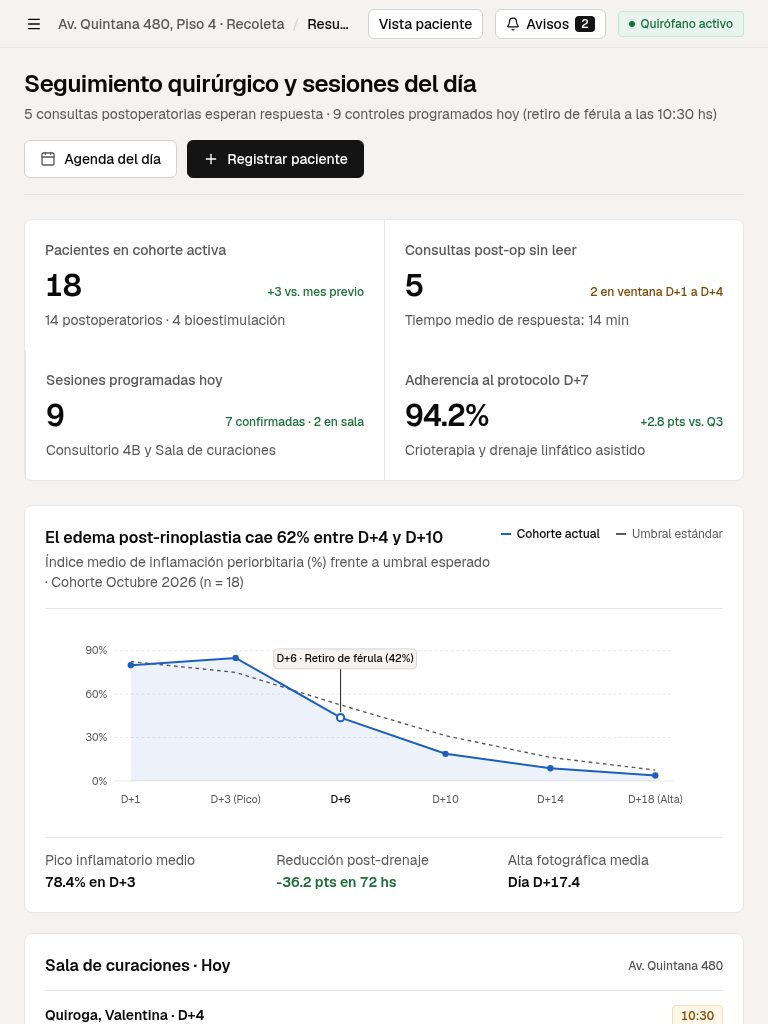 Av. Quintana 480, Piso 4 · Recoleta / Resu... Vista paciente Avisos 2 Quirófano activo
Seguimiento quirúrgico y sesiones del día
5 consultas postoperatorias esperan respuesta · 9 controles programados hoy (retiro de férula a las 10:30 hs)
Agenda del día Registrar paciente
Pacientes en cohorte activa
18 +3 vs. mes previo
14 postoperatorios · 4 bioestimulación
Consultas post-op sin leer
5 2 en ventana D+1 a D+4
Tiempo medio de respuesta: 14 min
Sesiones programadas hoy
9 7 confirmadas · 2 en sala
Consultorio 4B y Sala de curaciones
Adherencia al protocolo D+7
94.2% +2.8 pts vs. Q3
Crioterapia y drenaje linfático asistido
El edema post-rinoplastia cae 62% entre D+4 y D+10
Cohorte actual Umbral estándar
Índice medio de inflamación periorbitaria (%) frente a umbral esperado
· Cohorte Octubre 2026 (n = 18)
90%
D+6 · Retiro de férula (42%)
60%
30%
0%
D+1 D+3 (Pico) D+6 D+10 D+14 D+18 (Alta)
Pico inflamatorio medio
78.4% en D+3
Reducción post-drenaje
-36.2 pts en 72 hs
Alta fotográfica media
Día D+17.4
Sala de curaciones · Hoy Av. Quintana 480
Quiroga, Valentina · D+4 10:30